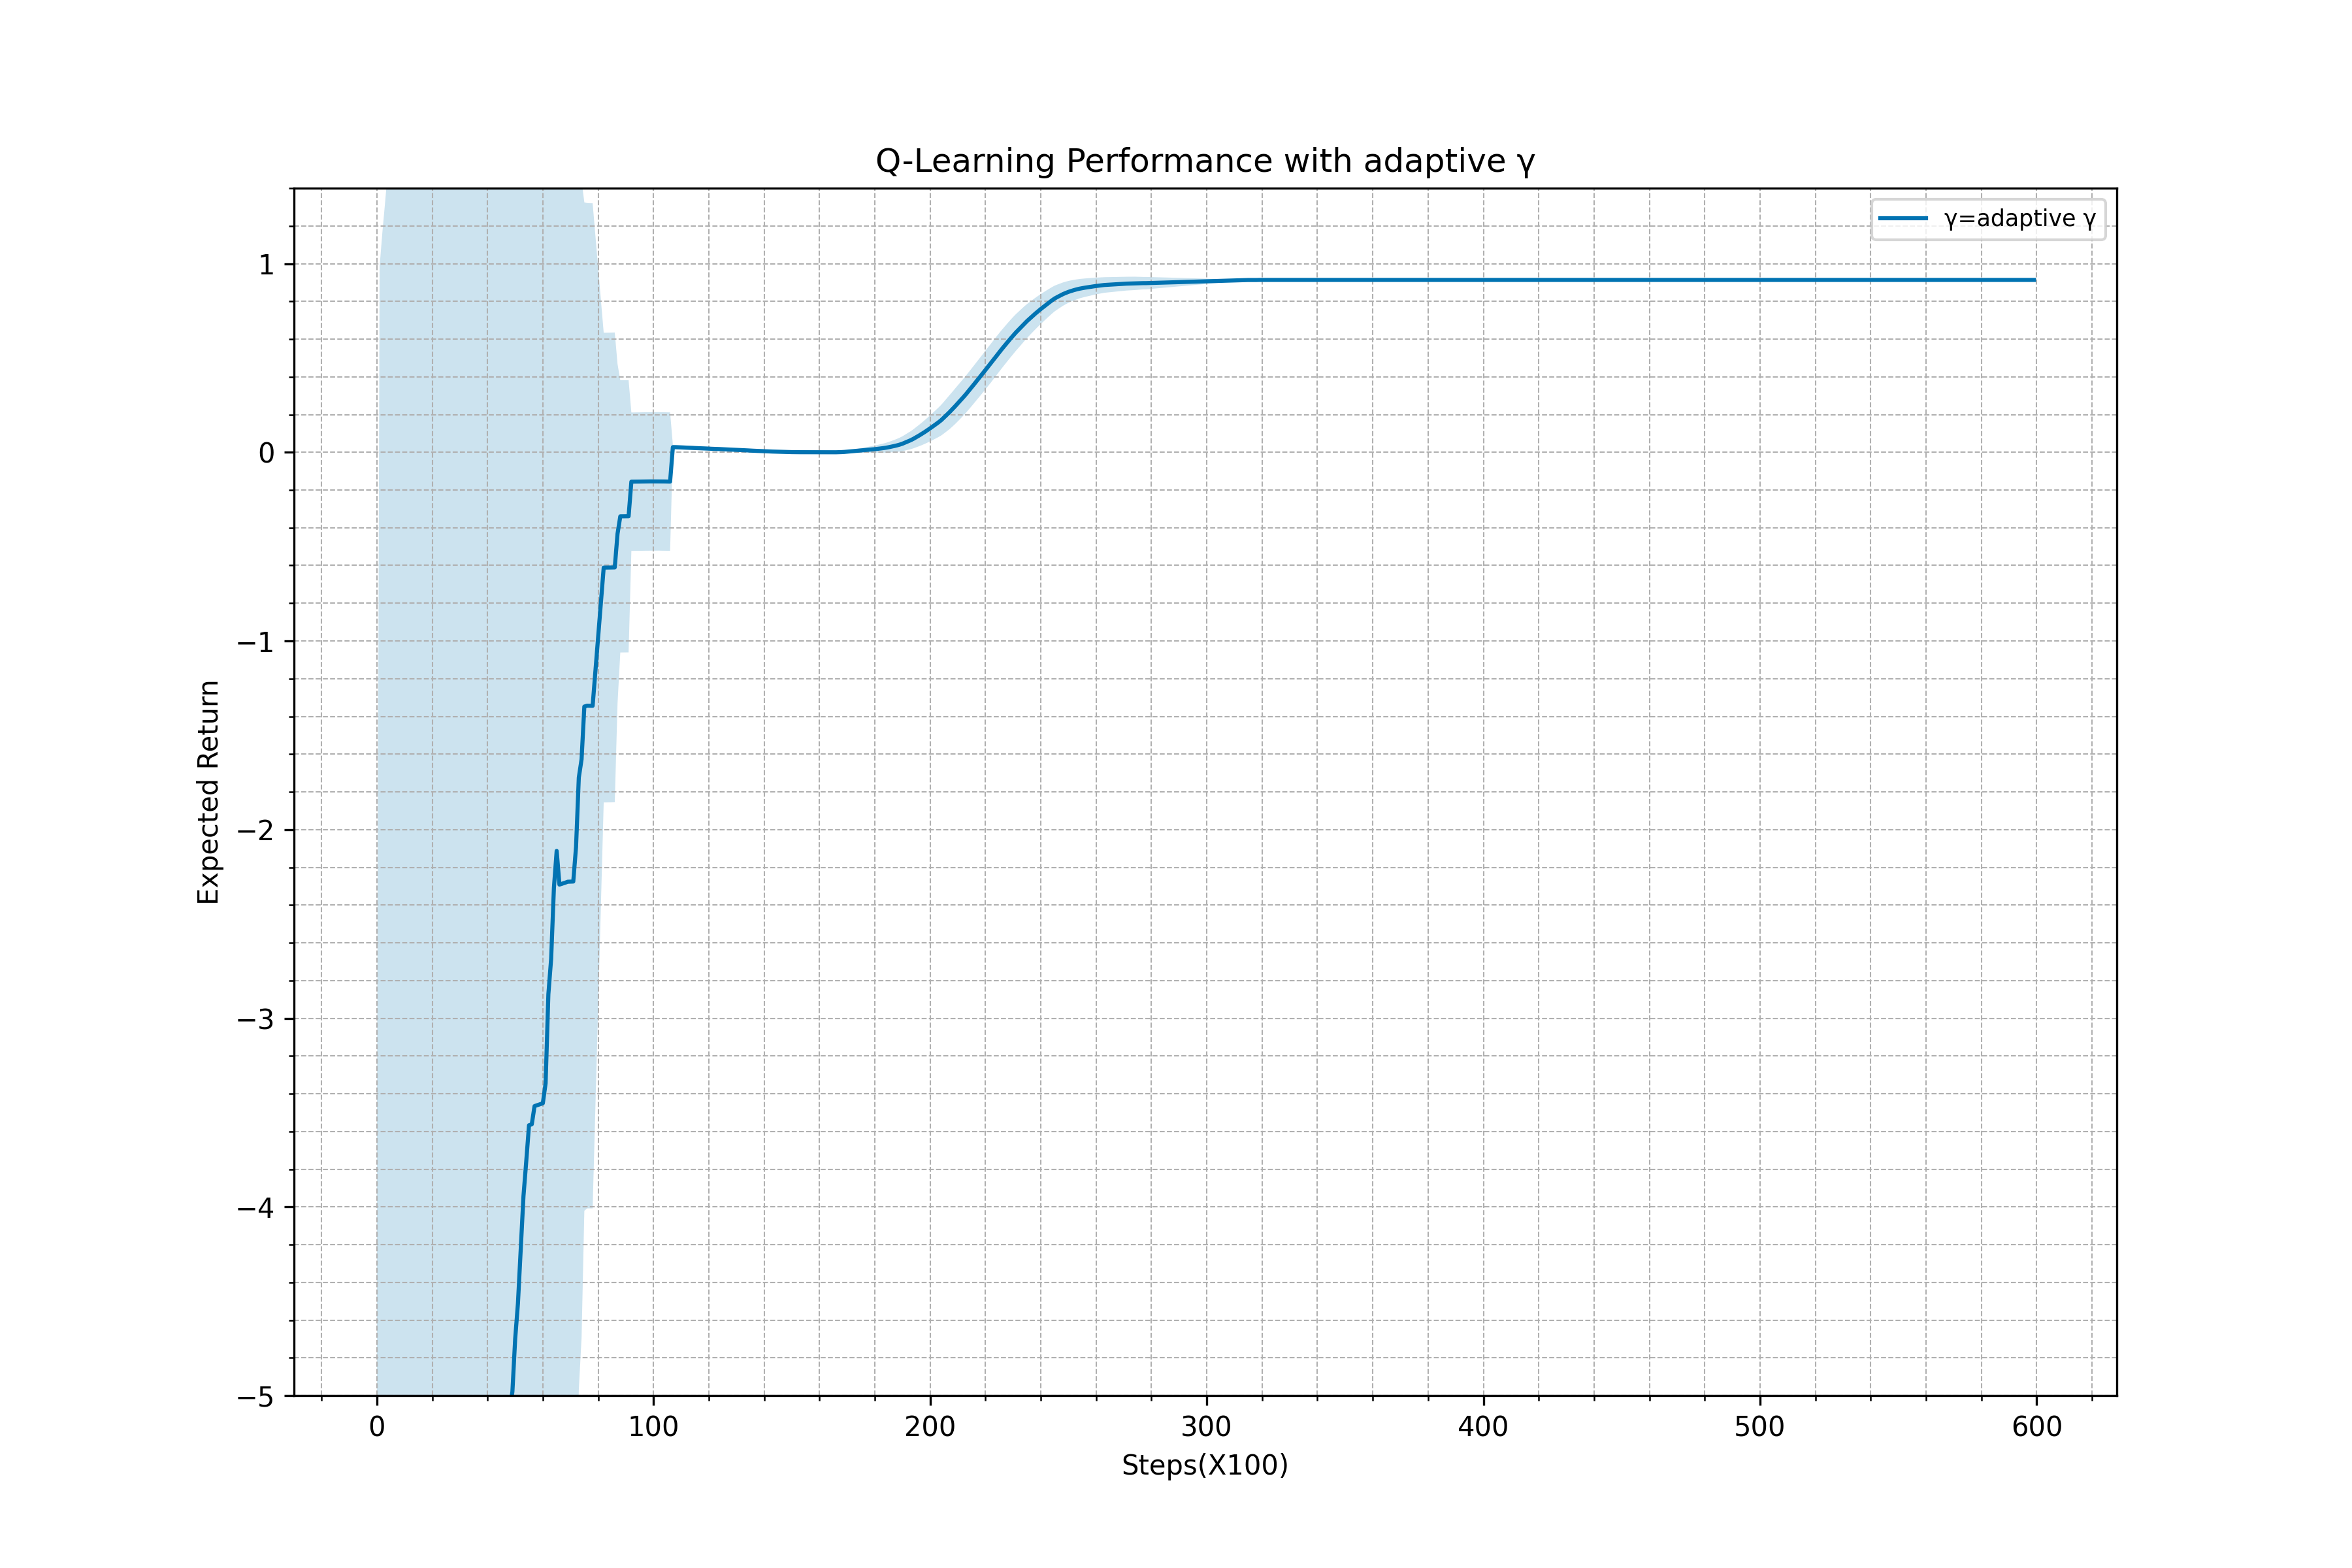 Q-Learning Performance with adaptive γ
γ=adaptive γ
1
0
−1
−2
−3
−4
−5
Expected Return
0 100 200 300 400 500 600
Steps(X100)